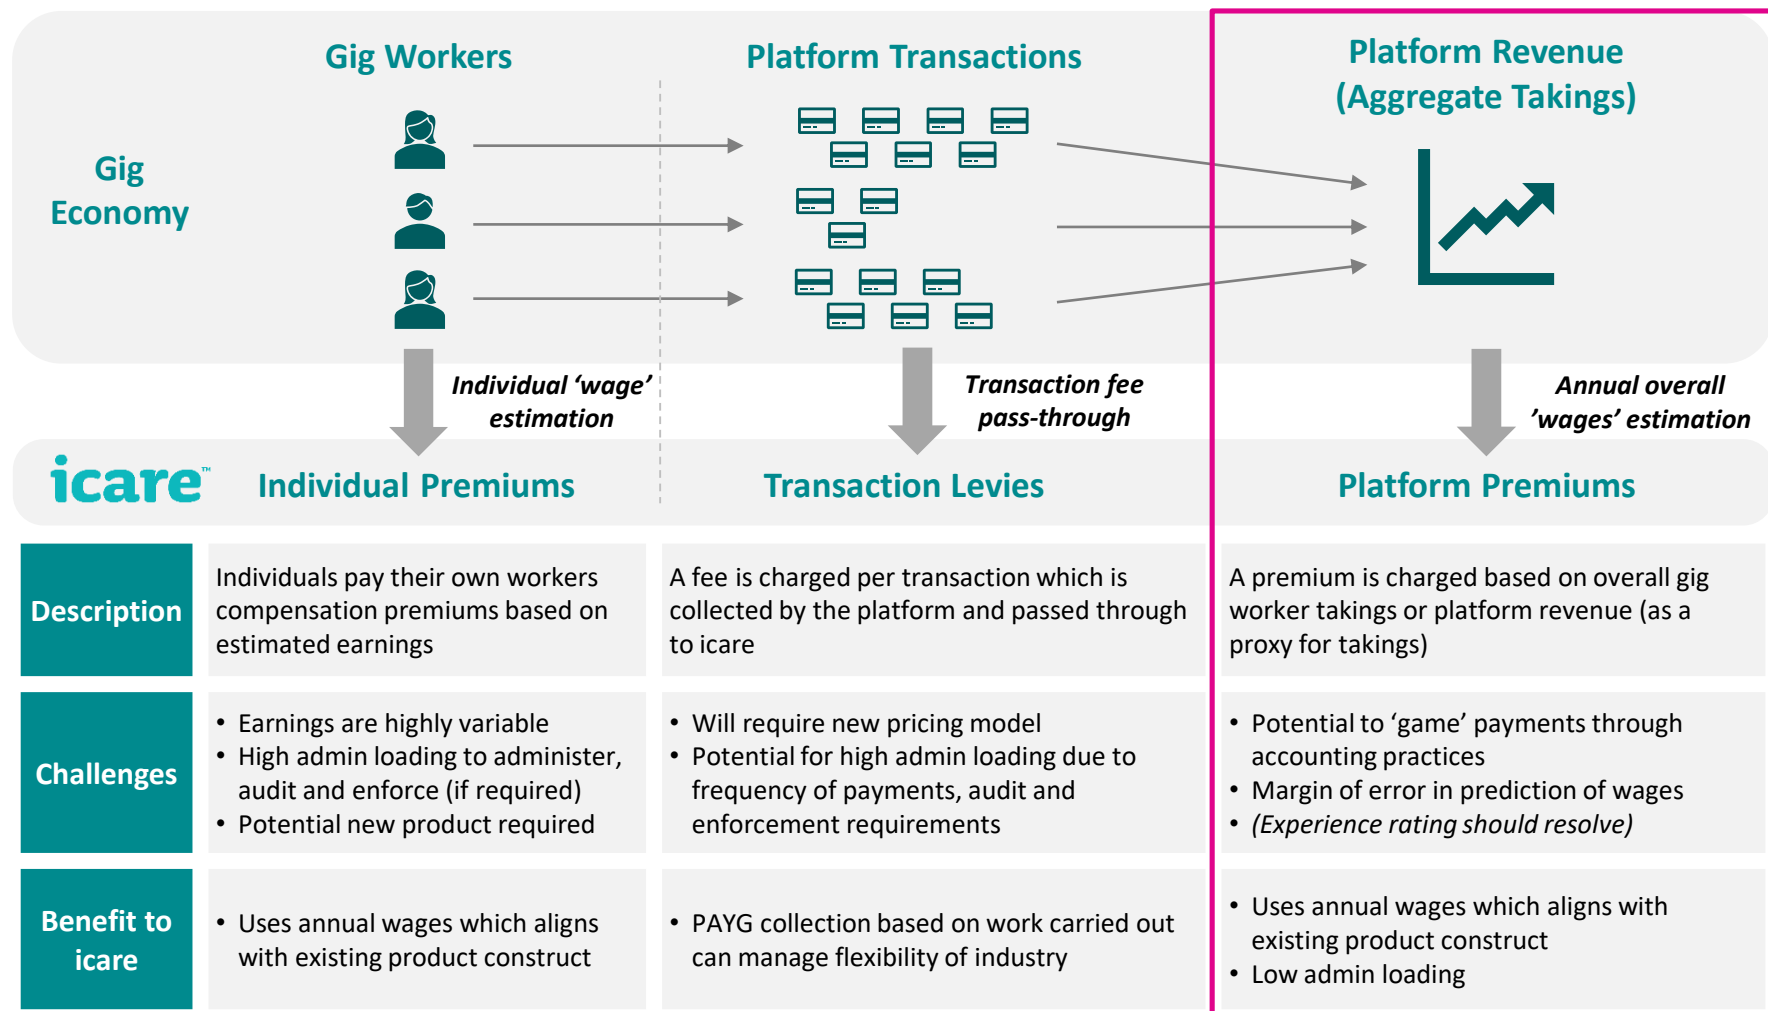 Gig Workers
Platform Transactions
Platform Revenue
(Aggregate Takings)
Gig
Economy
Individual ‘wage’
estimation
Transaction fee
pass-through
Annual overall
’wages’ estimation
icare™
Individual Premiums
Transaction Levies
Platform Premiums
Description
Individuals pay their own workers
compensation premiums based on
estimated earnings
A fee is charged per transaction which is
collected by the platform and passed through
to icare
A premium is charged based on overall gig
worker takings or platform revenue (as a
proxy for takings)
Challenges
• Earnings are highly variable
• High admin loading to administer,
audit and enforce (if required)
• Potential new product required
• Will require new pricing model
• Potential for high admin loading due to
frequency of payments, audit and
enforcement requirements
• Potential to ‘game’ payments through
accounting practices
• Margin of error in prediction of wages
• (Experience rating should resolve)
Benefit to
icare
• Uses annual wages which aligns
with existing product construct
• PAYG collection based on work carried out
can manage flexibility of industry
• Uses annual wages which aligns with
existing product construct
• Low admin loading